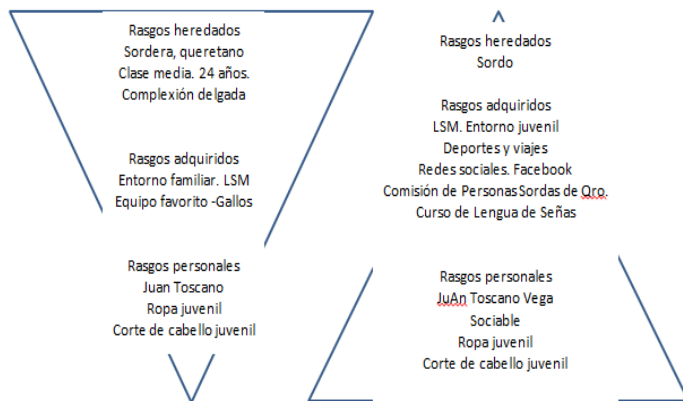 Rasgos heredados
Sordera, queretano
Clase media. 24 años.
Complexión delgada
Rasgos adquiridos
Entorno familiar. LSM
Equipo favorito -Gallos
Rasgos personales
Juan Toscano
Ropa juvenil
Corte de cabello juvenil
Rasgos heredados
Sordo
Rasgos adquiridos
LSM. Entorno juvenil
Deportes y viajes
Redes sociales. Facebook
Comisión de Personas Sordas de Qro.
Curso de Lengua de Señas
Rasgos personales
JuAn Toscano Vega
Sociable
Ropa juvenil
Corte de cabello juvenil